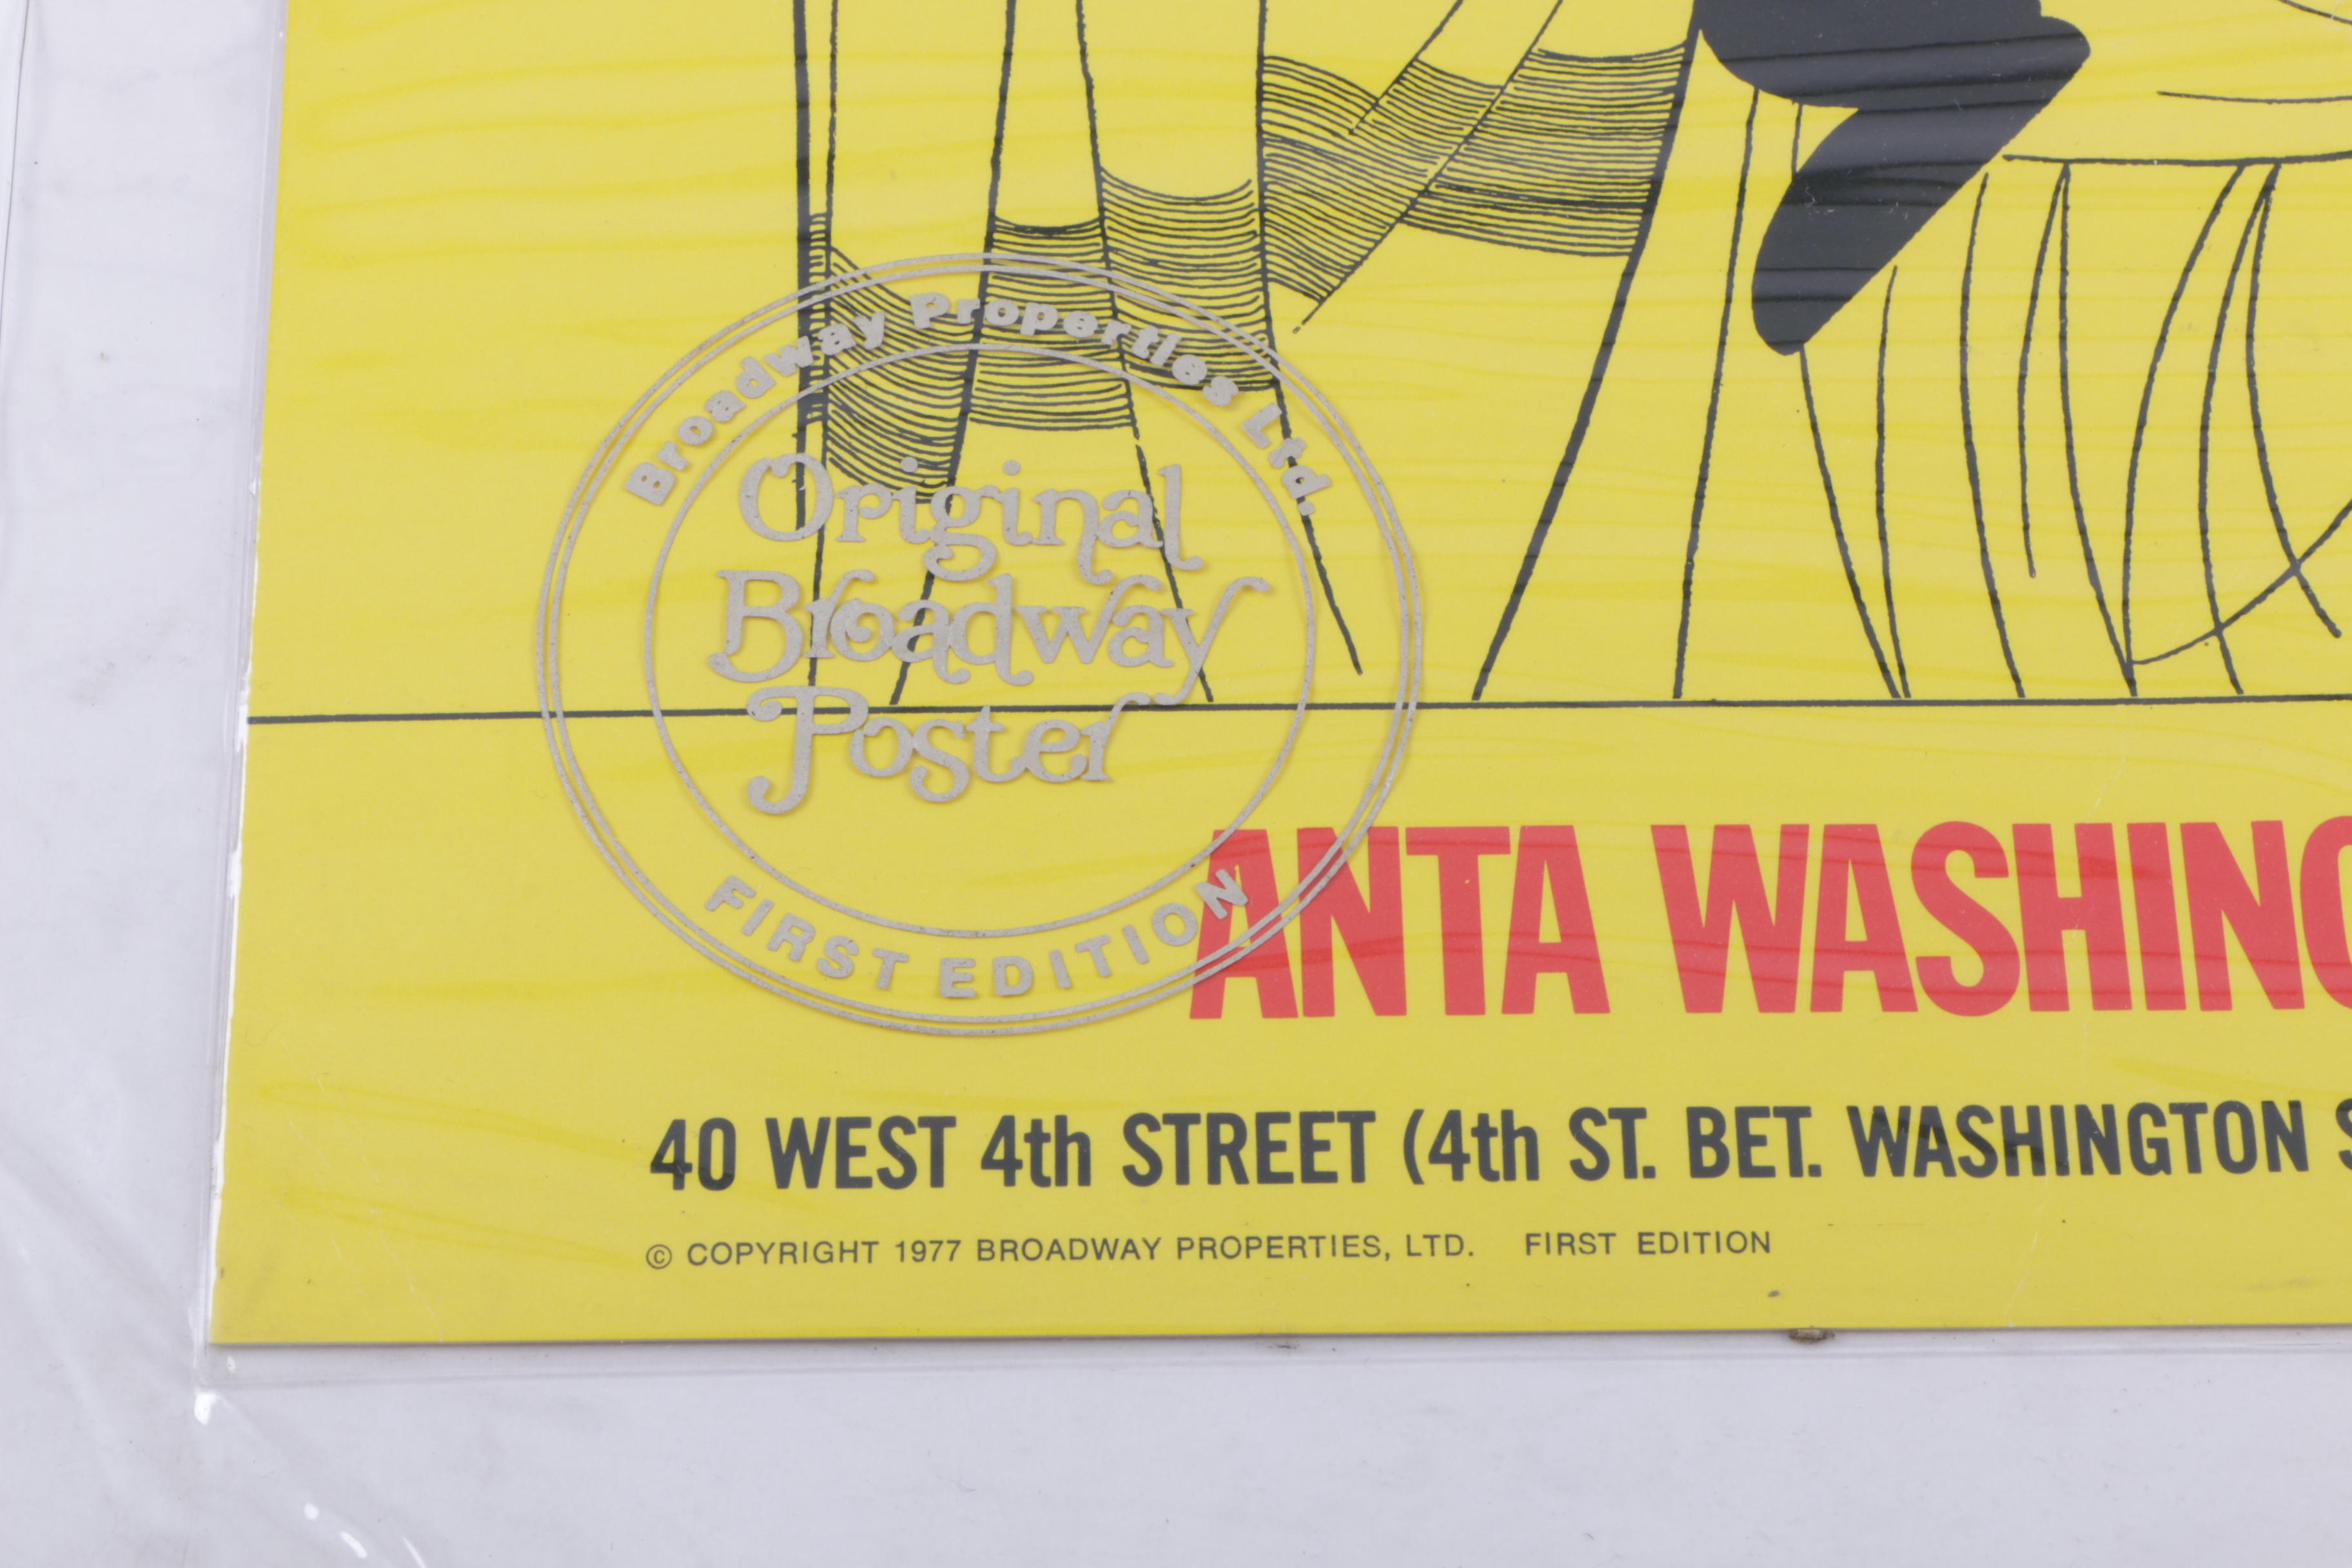 Broadway Properties Ltd.
Original
Broadway
Poster
FIRST EDITION
ANTA WASHING
40 WEST 4th STREET (4th ST. BET. WASHINGTON S
© COPYRIGHT 1977 BROADWAY PROPERTIES, LTD. FIRST EDITION